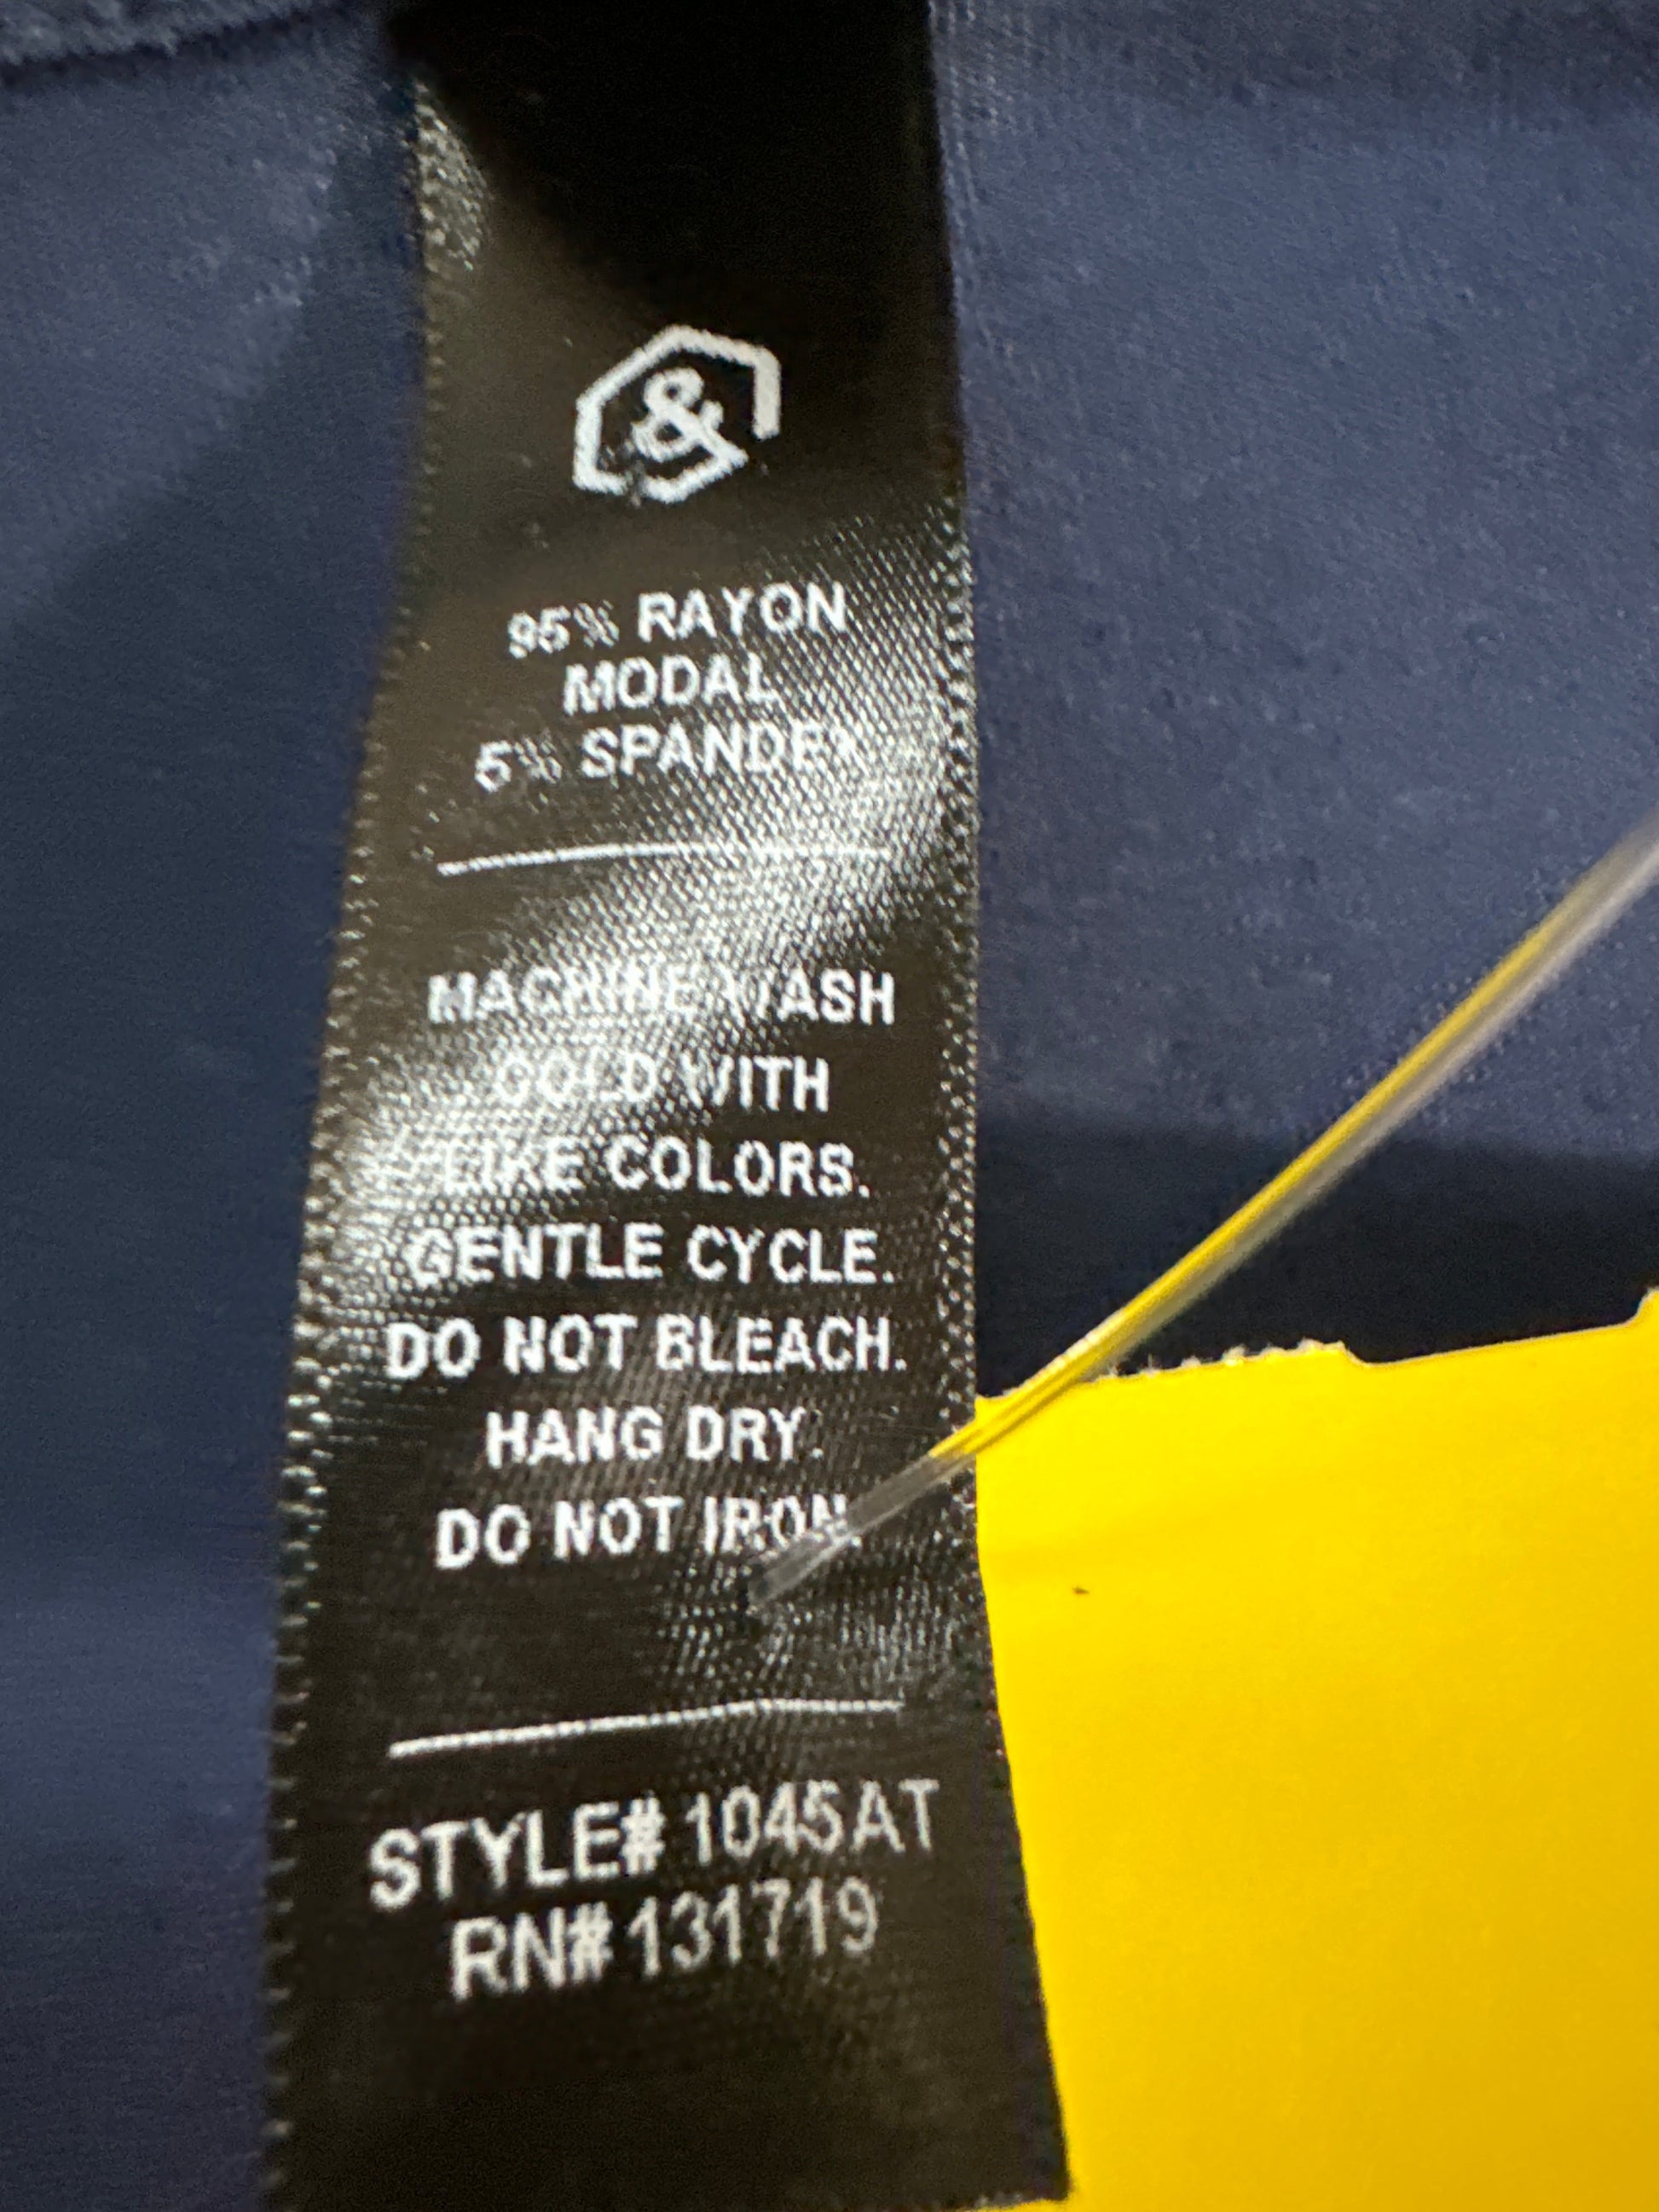 &
95% RAYON
MODAL
5% SPANDEX
MACHINE WASH
COLD WITH
LIKE COLORS.
GENTLE CYCLE.
DO NOT BLEACH.
HANG DRY.
DO NOT IRON.
STYLE# 1045AT
RN# 131719